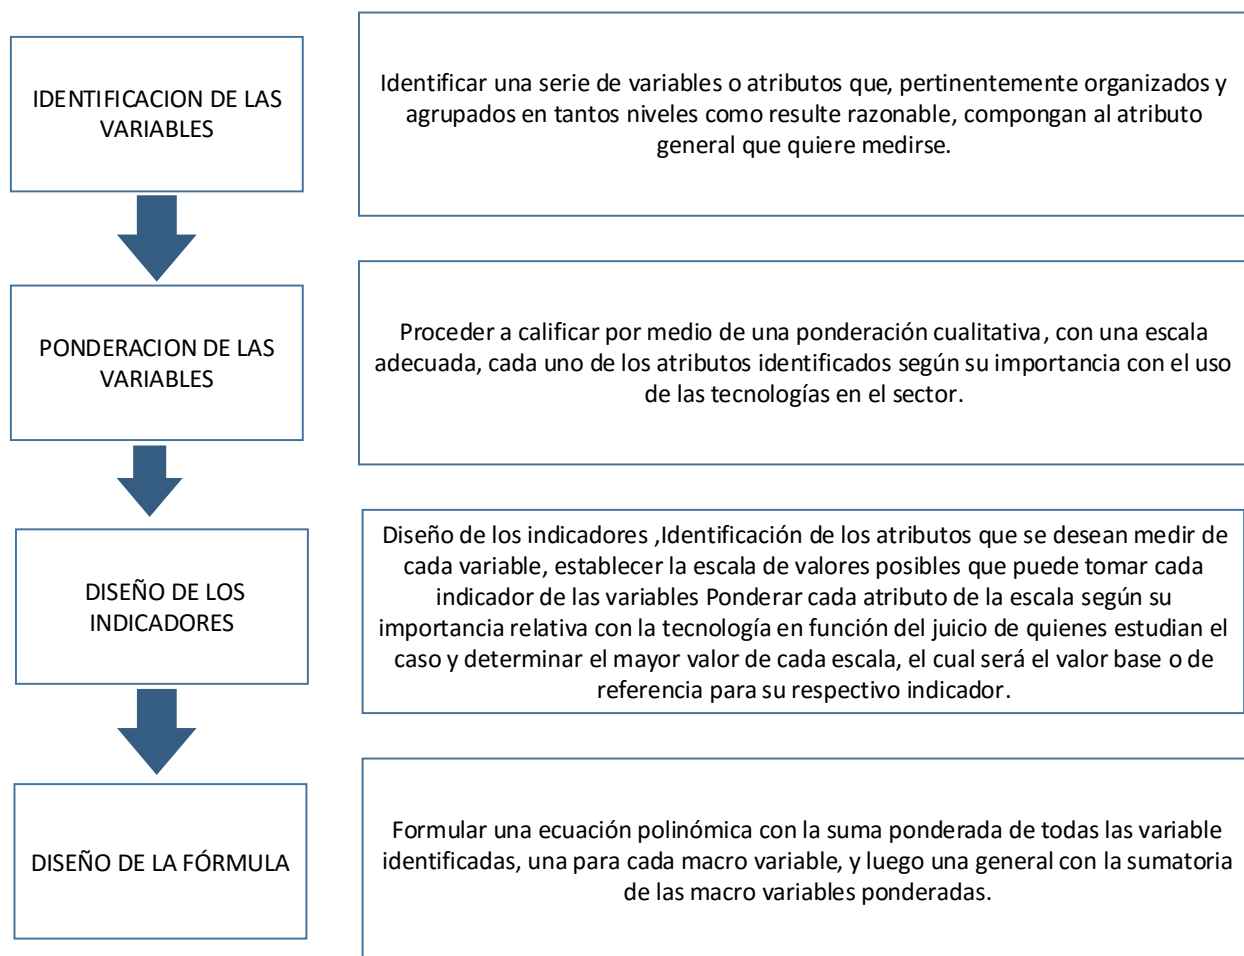 IDENTIFICACION DE LAS
VARIABLES
Identificar una serie de variables o atributos que, pertinentemente organizados y
agrupados en tantos niveles como resulte razonable, compongan al atributo
general que quiere medirse.
PONDERACION DE LAS
VARIABLES
Proceder a calificar por medio de una ponderación cualitativa, con una escala
adecuada, cada uno de los atributos identificados según su importancia con el uso
de las tecnologías en el sector.
DISEÑO DE LOS
INDICADORES
Diseño de los indicadores ,Identificación de los atributos que se desean medir de
cada variable, establecer la escala de valores posibles que puede tomar cada
indicador de las variables Ponderar cada atributo de la escala según su
importancia relativa con la tecnología en función del juicio de quienes estudian el
caso y determinar el mayor valor de cada escala, el cual será el valor base o de
referencia para su respectivo indicador.
DISEÑO DE LA FÓRMULA
Formular una ecuación polinómica con la suma ponderada de todas las variable
identificadas, una para cada macro variable, y luego una general con la sumatoria
de las macro variables ponderadas.